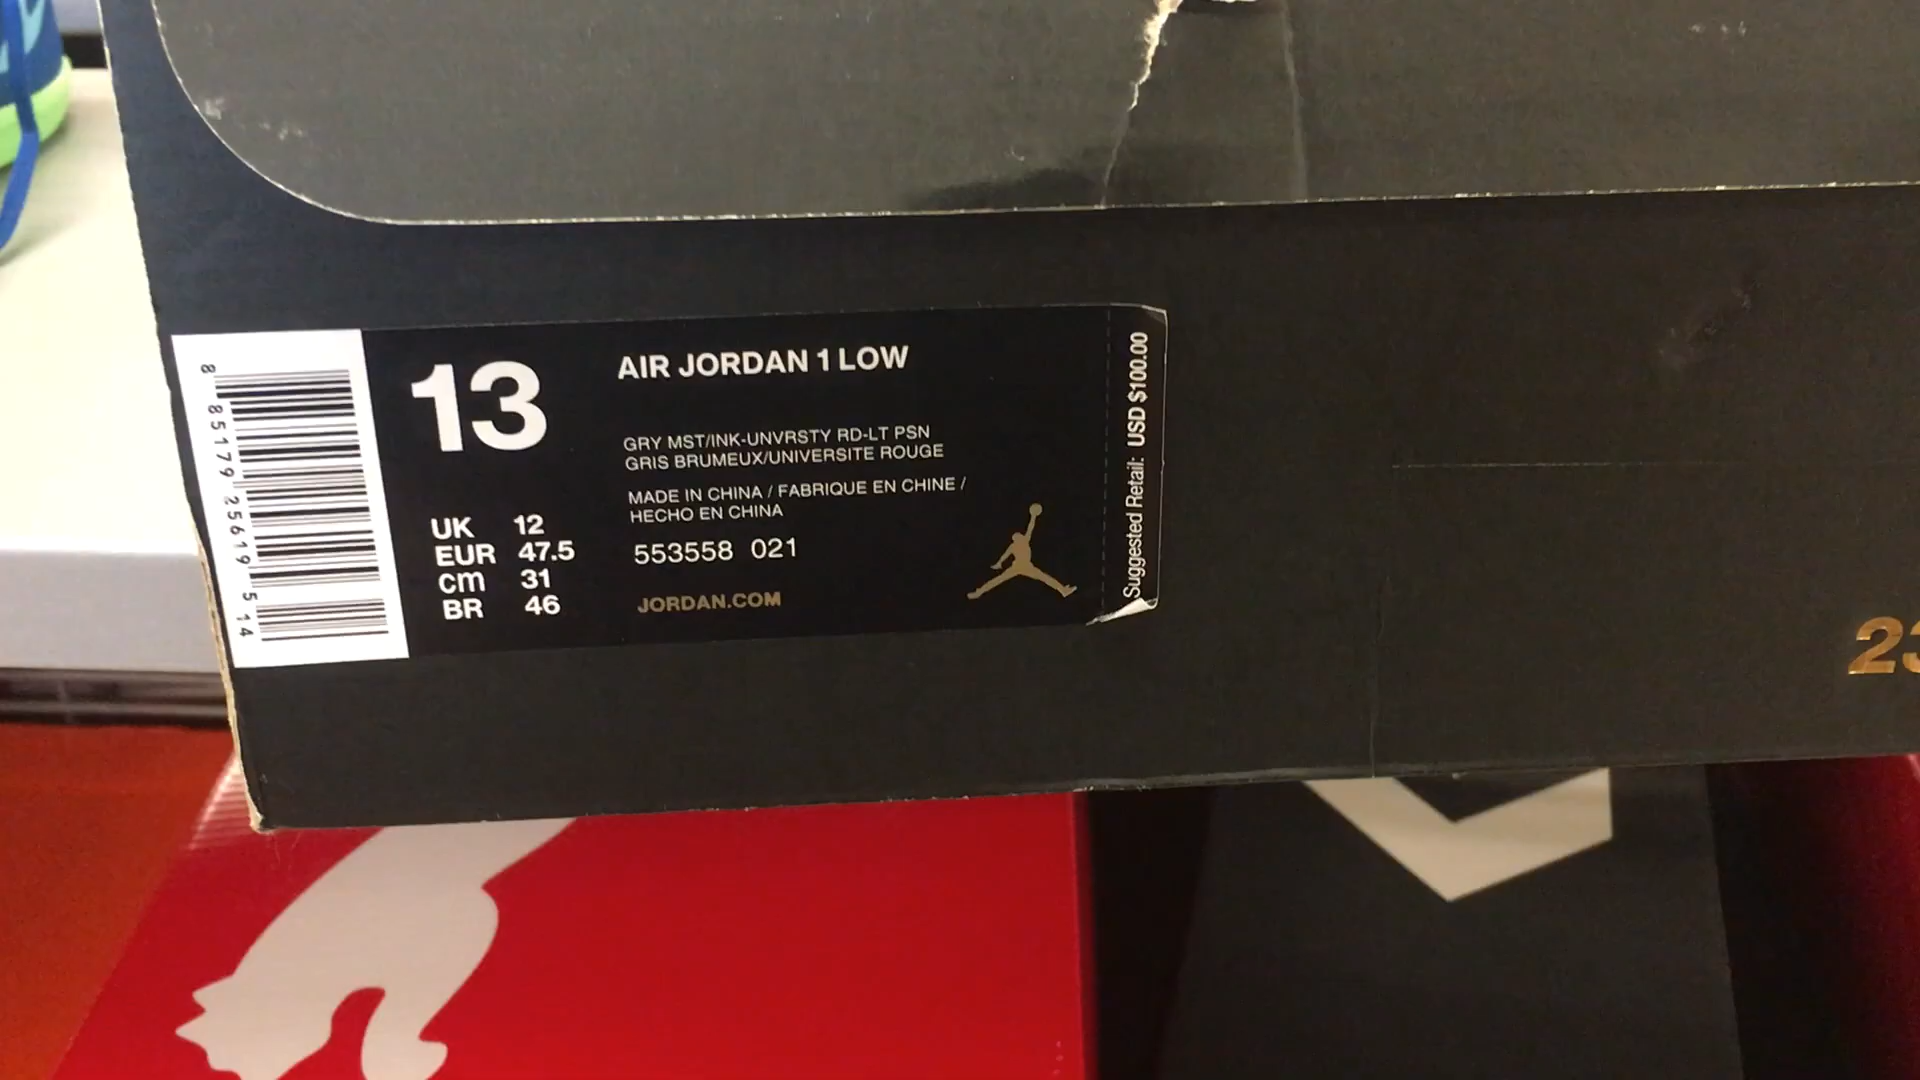 8 85179 25619 5 14
13
UK 12
EUR 47.5
cm 31
BR 46
AIR JORDAN 1 LOW
GRY MST/INK-UNVRSTY RD-LT PSN
GRIS BRUMEUX/UNIVERSITE ROUGE
MADE IN CHINA / FABRIQUE EN CHINE /
HECHO EN CHINA
553558 021
JORDAN.COM
Suggested Retail: USD $100.00
23